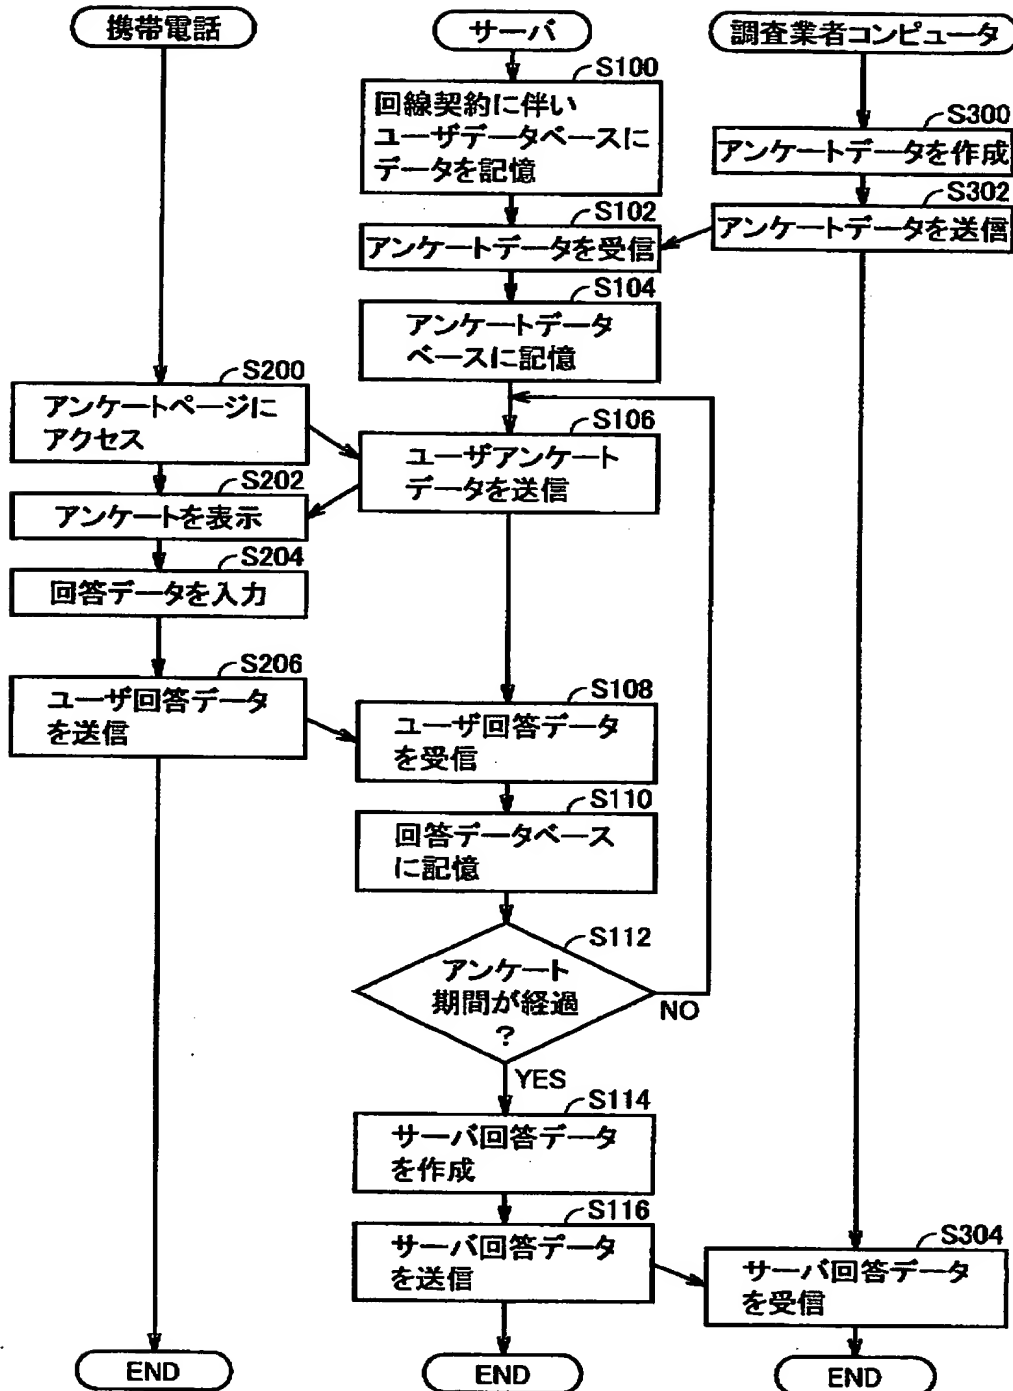 携帯電話
サーバ
調査業者コンピュータ
S100
回線契約に伴い
ユーザデータベースに
データを記憶
S300
アンケートデータを作成
S302
アンケートデータを送信
S102
アンケートデータを受信
S104
アンケートデータ
ベースに記憶
S200
アンケートページに
アクセス
S106
ユーザアンケート
データを送信
S202
アンケートを表示
S204
回答データを入力
S206
ユーザ回答データ
を送信
S108
ユーザ回答データ
を受信
S110
回答データベース
に記憶
S112
アンケート
期間が経過
?
NO
YES
S114
サーバ回答データ
を作成
S116
サーバ回答データ
を送信
S304
サーバ回答データ
を受信
END
END
END